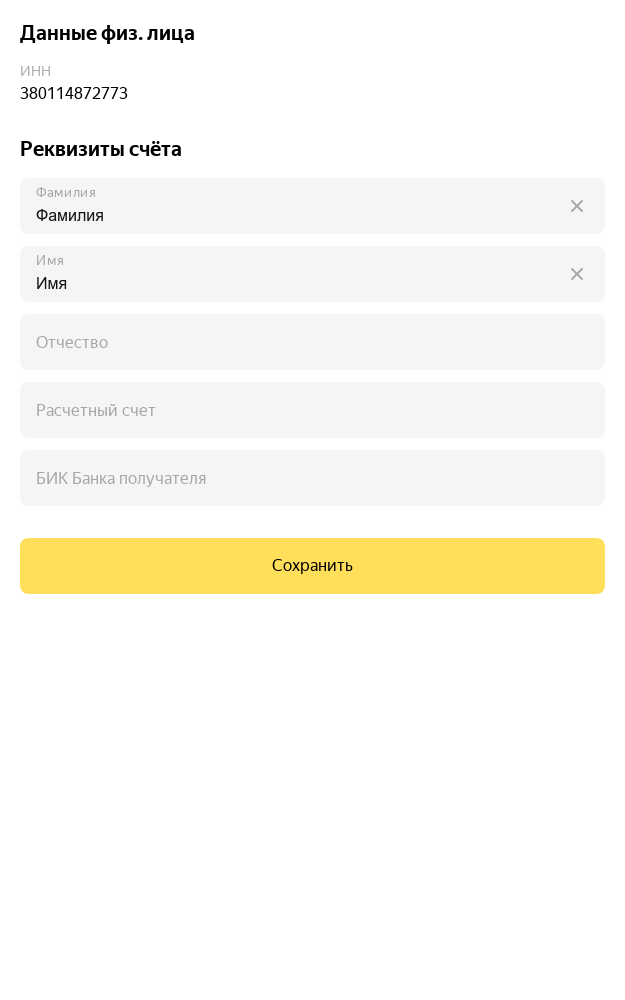 Данные физ. лица
ИНН
380114872773
Реквизиты счёта
Фамилия
Фамилия
Имя
Имя
Отчество
Расчетный счет
БИК Банка получателя
Сохранить